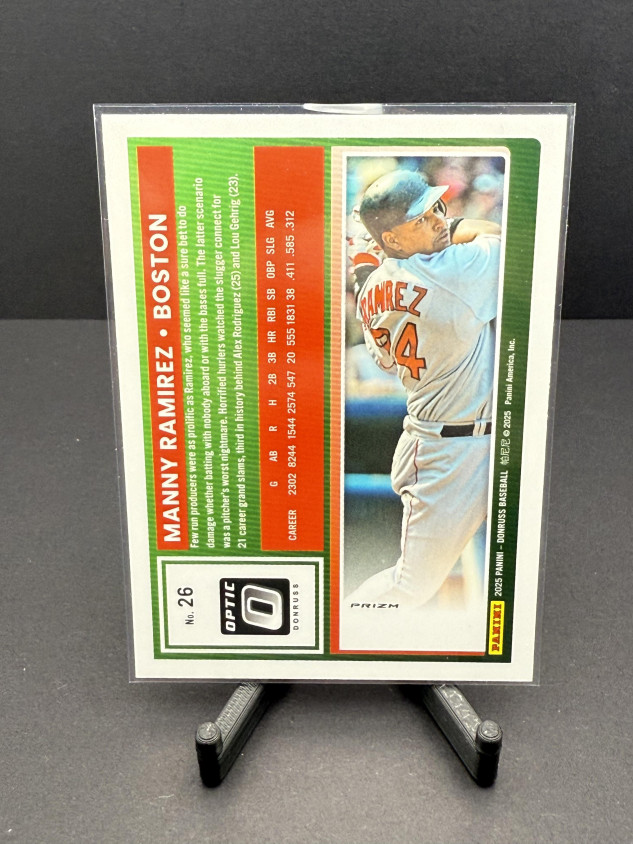 No. 26
OPTIC
DONRUSS
MANNY RAMIREZ • BOSTON
Few run producers were as prolific as Ramirez, who seemed like a sure bet to do
damage whether batting with nobody aboard or with the bases full. The latter scenario
was a pitcher's worst nightmare. Horrified hurlers watched the slugger connect for
21 career grand slams, third in history behind Alex Rodriguez (25) and Lou Gehrig (23).
G AB R H 2B 3B HR RBI SB OBP SLG AVG
CAREER 2302 8244 1544 2574 547 20 555 1831 38 .411 .585 .312
RAMIREZ
24
PRIZM
PANINI 2025 PANINI – DONRUSS BASEBALL 帕尼尼 © 2025 Panini America, Inc.